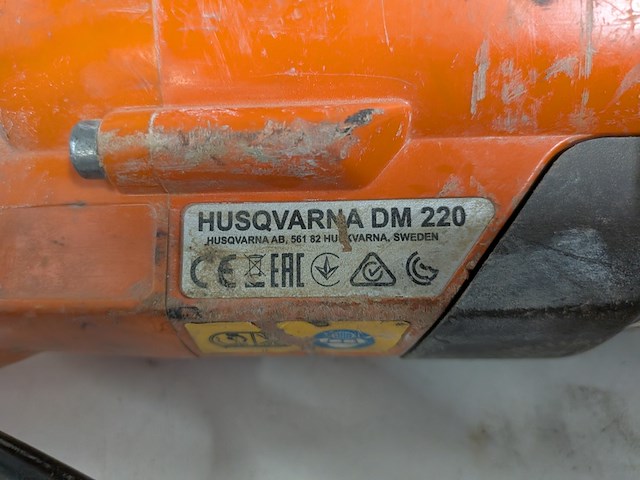 HUSQVARNA DM 220
HUSQVARNA AB, 561 82 HUSKVARNA, SWEDEN
CE EAC